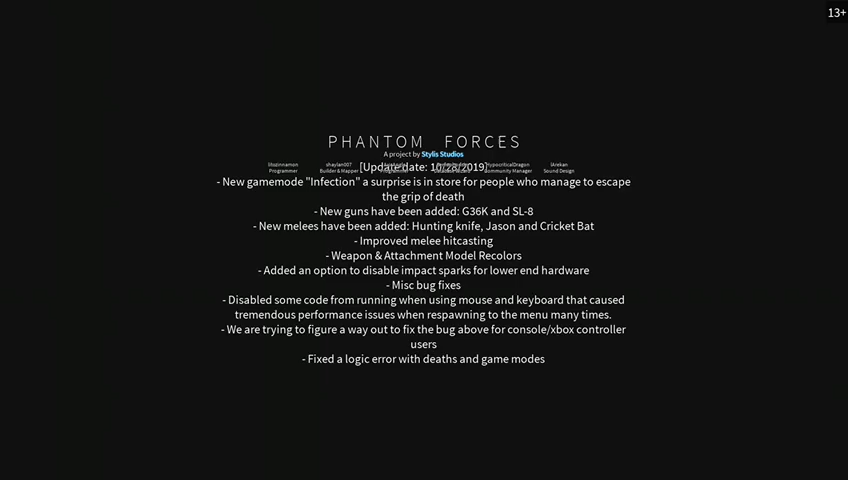 13+
PHANTOM FORCES
A project by Stylis Studios
litozinnamon shaylan007 HypocriticalDragon lArekan
Programmer Builder & Mapper Community Manager Sound Design
[Update date: 10/28/2019]
- New gamemode "Infection" a surprise is in store for people who manage to escape
the grip of death
- New guns have been added: G36K and SL-8
- New melees have been added: Hunting knife, Jason and Cricket Bat
- Improved melee hitcasting
- Weapon & Attachment Model Recolors
- Added an option to disable impact sparks for lower end hardware
- Misc bug fixes
- Disabled some code from running when using mouse and keyboard that caused
tremendous performance issues when respawning to the menu many times.
- We are trying to figure a way out to fix the bug above for console/xbox controller
users
- Fixed a logic error with deaths and game modes